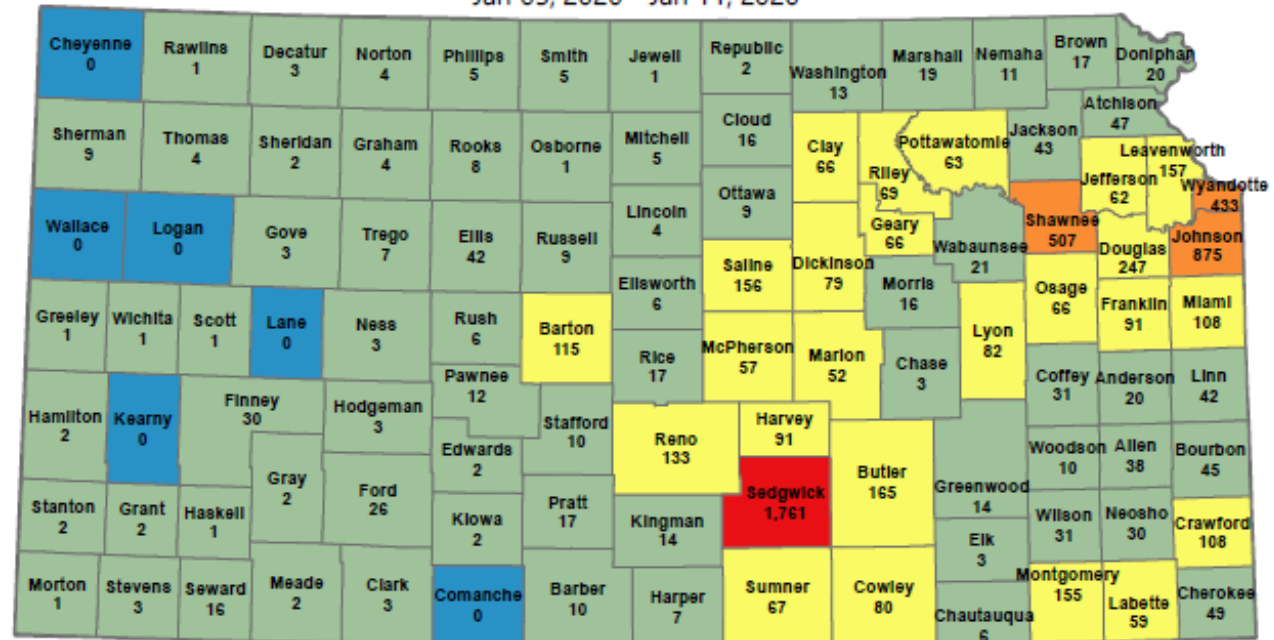 Cheyenne
0
Rawlins
1
Decatur
3
Norton
4
Phillips
5
Smith
5
Jewell
1
Republic
2
Washington
13
Marshall
19
Nemaha
11
Brown
17
Doniphan
20
Sherman
9
Thomas
4
Sheridan
2
Graham
4
Rooks
8
Osborne
1
Mitchell
5
Cloud
16
Clay
66
Riley
69
Pottawatomie
63
Jackson
43
Atchison
47
Leavenworth
157
Jefferson
62
Wyandotte
433
Wallace
0
Logan
0
Gove
3
Trego
7
Ellis
42
Russell
9
Lincoln
4
Ottawa
9
Saline
156
Dickinson
79
Geary
66
Wabaunsee
21
Shawnee
507
Douglas
247
Johnson
875
Greeley
1
Wichita
1
Scott
1
Lane
0
Ness
3
Rush
6
Barton
115
Ellsworth
6
Rice
17
McPherson
57
Marion
52
Morris
16
Chase
3
Lyon
82
Osage
66
Franklin
91
Miami
108
Hamilton
2
Kearny
0
Finney
30
Hodgeman
3
Pawnee
12
Stafford
10
Edwards
2
Reno
133
Harvey
91
Coffey
31
Anderson
20
Linn
42
Stanton
2
Grant
2
Haskell
1
Gray
2
Ford
26
Kiowa
2
Pratt
17
Kingman
14
Sedgwick
1,761
Butler
165
Greenwood
14
Woodson
10
Allen
38
Bourbon
45
Elk
3
Wilson
31
Neosho
30
Crawford
108
Morton
1
Stevens
3
Seward
16
Meade
2
Clark
3
Comanche
0
Barber
10
Harper
7
Sumner
67
Cowley
80
Chautauqua
6
Montgomery
155
Labette
59
Cherokee
49